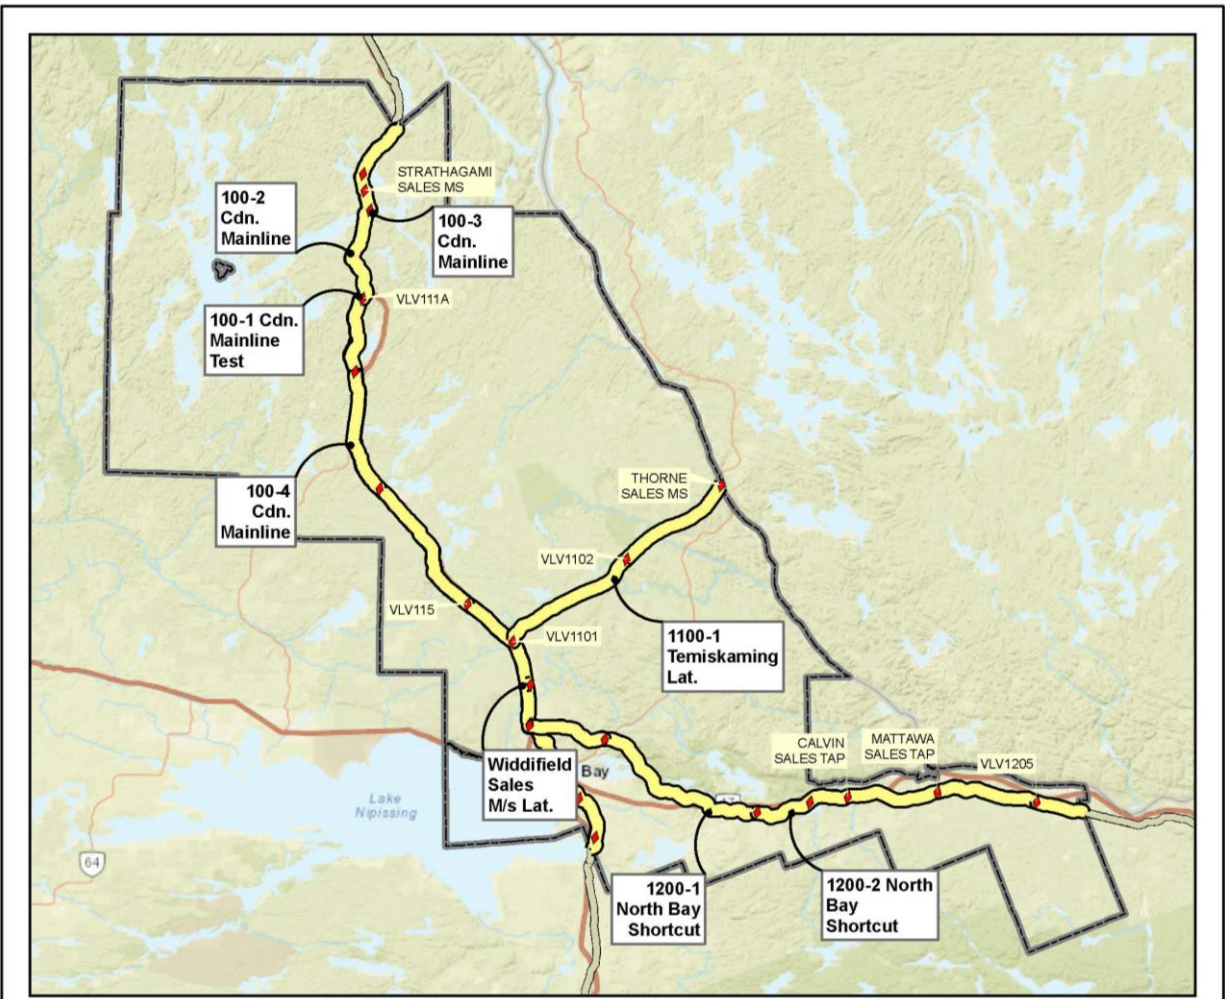 STRATHAGAMI
SALES MS
100-2
Cdn.
Mainline
100-3
Cdn.
Mainline
VLV111A
100-1 Cdn.
Mainline
Test
THORNE
SALES MS
100-4
Cdn.
Mainline
VLV1102
VLV115
VLV1101
1100-1
Temiskaming
Lat.
CALVIN
SALES TAP
MATTAWA
SALES TAP
VLV1205
Widdifield
Sales
M/s Lat.
Bay
Lake
Nipissing
64
1200-1
North Bay
Shortcut
1200-2 North
Bay
Shortcut